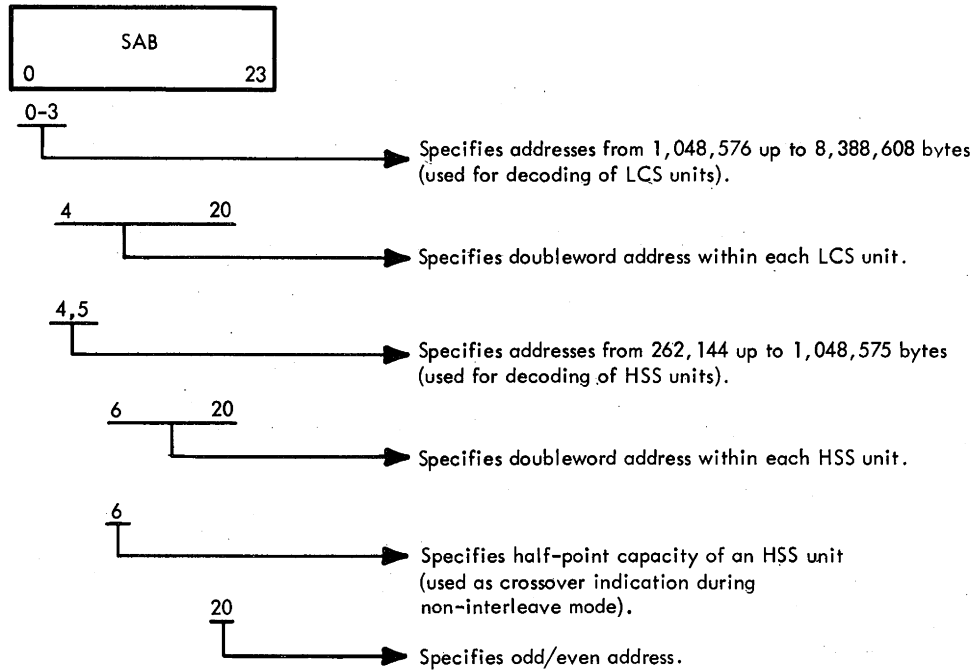 SAB
0 23
0-3
Specifies addresses from 1,048,576 up to 8,388,608 bytes
(used for decoding of LCS units).
4 20
Specifies doubleword address within each LCS unit.
4,5
Specifies addresses from 262,144 up to 1,048,575 bytes
(used for decoding of HSS units).
6 20
Specifies doubleword address within each HSS unit.
6
Specifies half-point capacity of an HSS unit
(used as crossover indication during
non-interleave mode).
20
Specifies odd/even address.